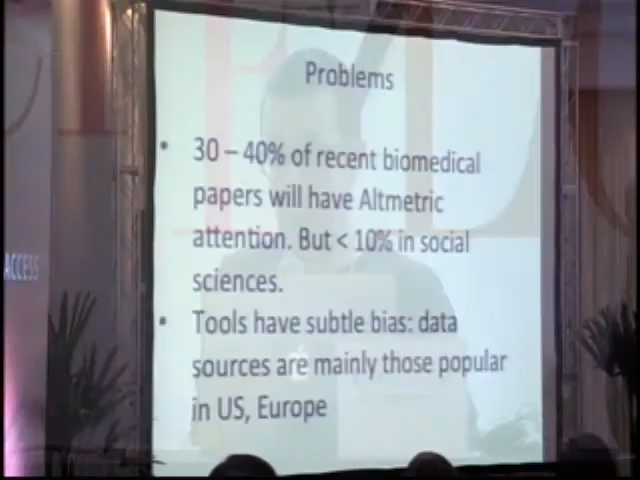 Problems
• 30 – 40% of recent biomedical
papers will have Altmetric
attention. But < 10% in social
sciences.
• Tools have subtle bias: data
sources are mainly those popular
in US, Europe
ACCESS